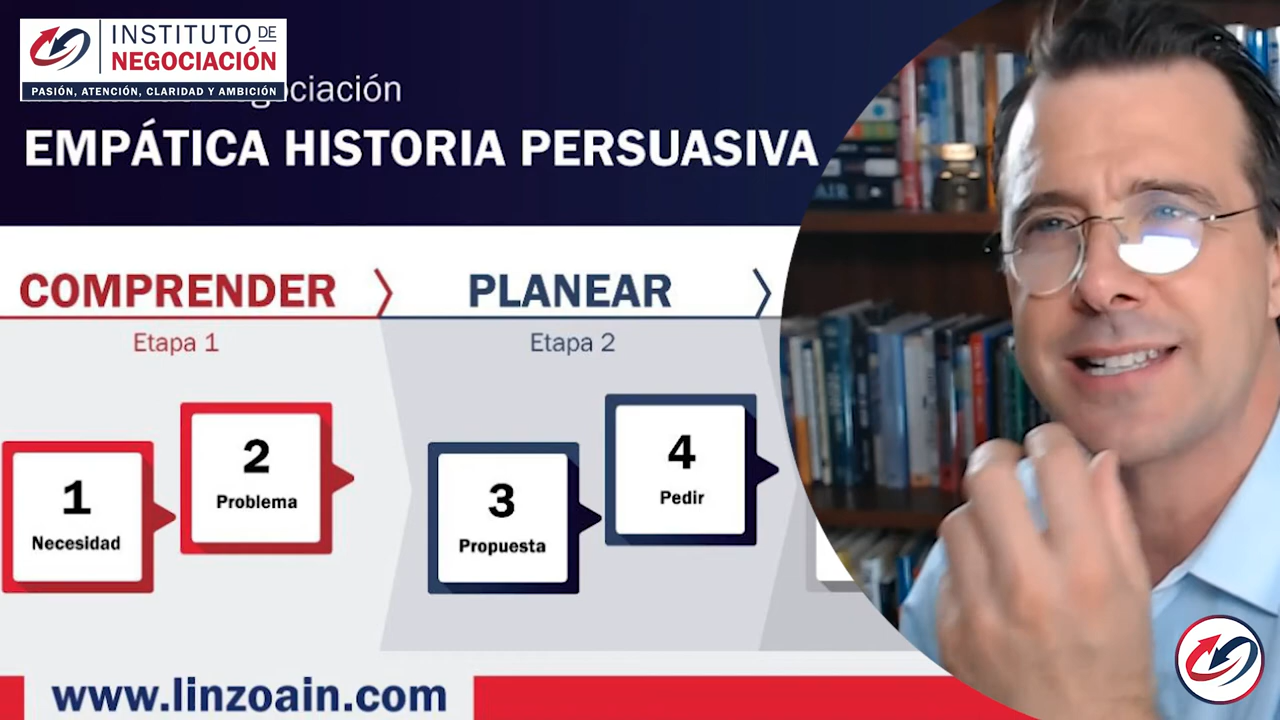 INSTITUTO DE
NEGOCIACIÓN
PASIÓN, ATENCIÓN, CLARIDAD Y AMBICIÓN
EMPÁTICA HISTORIA PERSUASIVA
COMPRENDER
PLANEAR
Etapa 1
Etapa 2
1
Necesidad
2
Problema
3
Propuesta
4
Pedir
www.linzoain.com